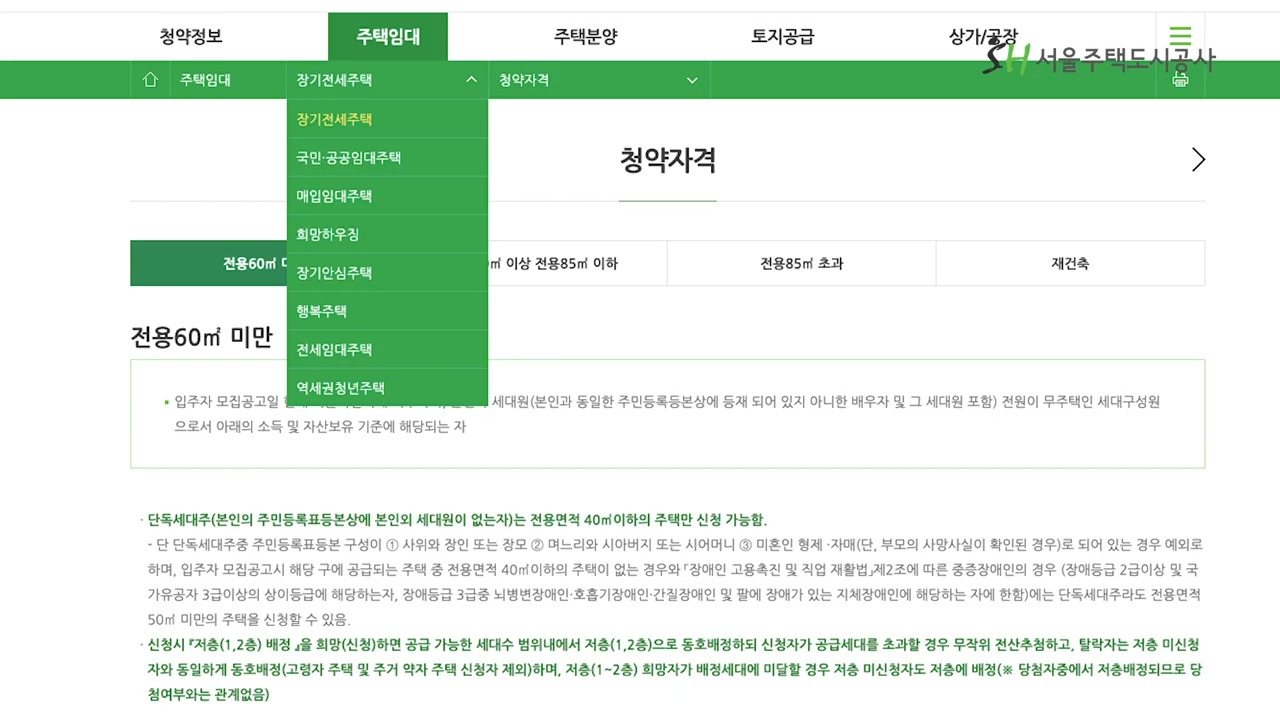 청약정보 주택임대 주택분양 토지공급 상가/공장
SH 서울주택도시공사
주택임대 장기전세주택 청약자격
장기전세주택
국민·공공임대주택
매입임대주택
희망하우징
장기안심주택
행복주택
전세임대주택
역세권청년주택
청약자격
전용60㎡ ㎡ 이상 전용85㎡ 이하 전용85㎡ 초과 재건축
전용60㎡ 미만
입주자 모집공고일 세대원(본인과 동일한 주민등록등본상에 등재 되어 있지 아니한 배우자 및 그 세대원 포함) 전원이 무주택인 세대구성원
으로서 아래의 소득 및 자산보유 기준에 해당되는 자
· 단독세대주(본인의 주민등록표등본상에 본인외 세대원이 없는자)는 전용면적 40㎡이하의 주택만 신청 가능함.
- 단 단독세대주중 주민등록표등본 구성이 ① 사위와 장인 또는 장모 ② 며느리와 시아버지 또는 시어머니 ③ 미혼인 형제 ·자매(단, 부모의 사망사실이 확인된 경우)로 되어 있는 경우 예외로
하며, 입주자 모집공고시 해당 구에 공급되는 주택 중 전용면적 40㎡이하의 주택이 없는 경우와 「장애인 고용촉진 및 직업 재활법」제2조에 따른 중증장애인의 경우 (장애등급 2급이상 및 국
가유공자 3급이상의 상이등급에 해당하는자, 장애등급 3급중 뇌병변장애인·호흡기장애인·간질장애인 및 팔에 장애가 있는 지체장애인에 해당하는 자에 한함)에는 단독세대주라도 전용면적
50㎡ 미만의 주택을 신청할 수 있음.
· 신청시 『저층(1,2층) 배정 』을 희망(신청)하면 공급 가능한 세대수 범위내에서 저층(1,2층)으로 동호배정하되 신청자가 공급세대를 초과할 경우 무작위 전산추첨하고, 탈락자는 저층 미신청
자와 동일하게 동호배정(고령자 주택 및 주거 약자 주택 신청자 제외)하며, 저층(1~2층) 희망자가 배정세대에 미달할 경우 저층 미신청자도 저층에 배정(※ 당첨자중에서 저층배정되므로 당
첨여부와는 관계없음)